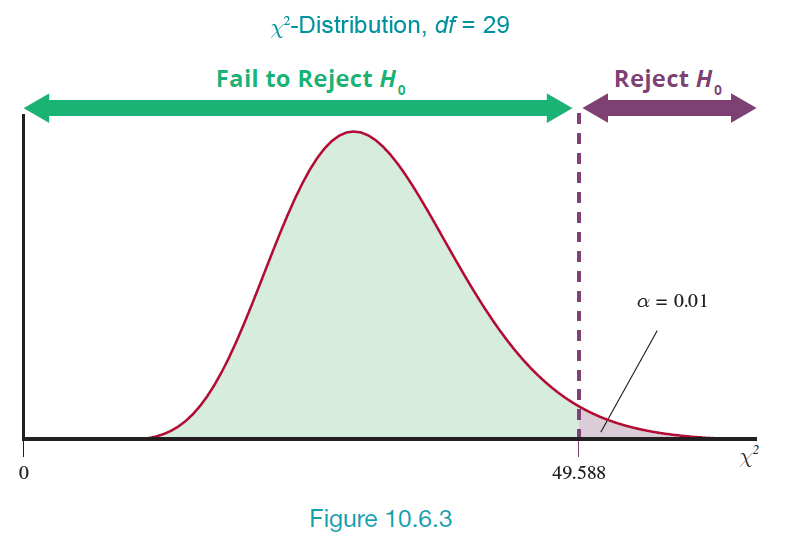 χ²-Distribution, df = 29
Fail to Reject H₀
Reject H₀
α = 0.01
χ²
0
49.588
Figure 10.6.3